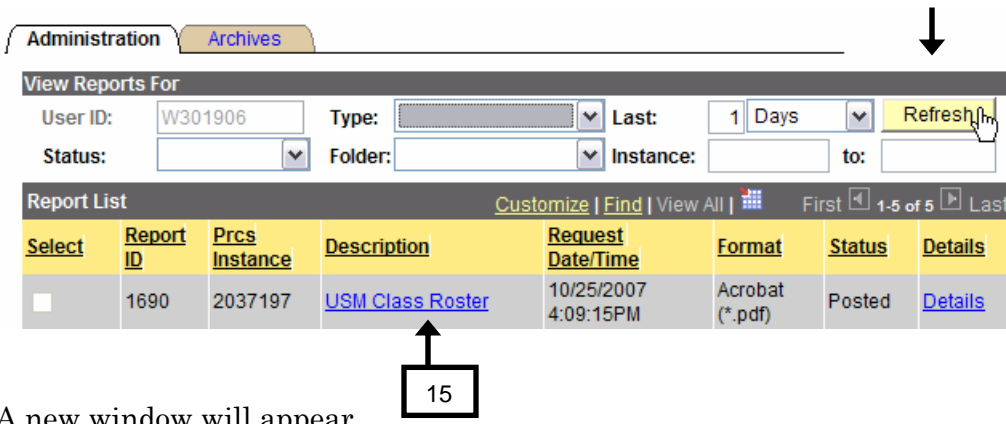 Administration Archives
View Reports For
User ID: W301906 Type: Last: 1 Days Refresh
Status: Folder: Instance: to:
Report List Customize | Find | View All | First 1-5 of 5 Last
Select Report ID Prcs Instance Description Request Date/Time Format Status Details
1690 2037197 USM Class Roster 10/25/2007 4:09:15PM Acrobat (*.pdf) Posted Details
15
A new window will appear